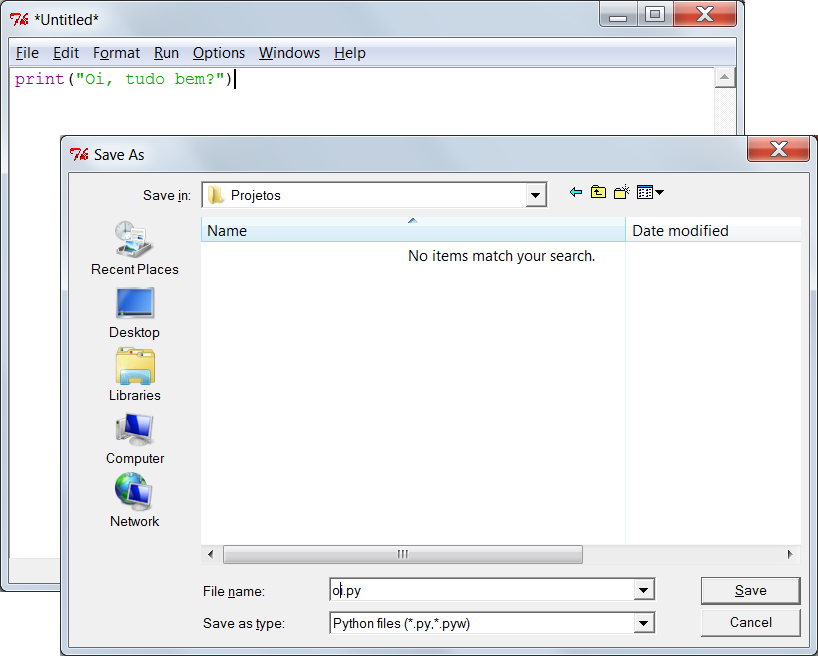 *Untitled*
File Edit Format Run Options Windows Help
print("Oi, tudo bem?")
Save As
Save in: Projetos
Name Date modified
No items match your search.
Recent Places
Desktop
Libraries
Computer
Network
File name: oi.py Save
Save as type: Python files (*.py,*.pyw) Cancel